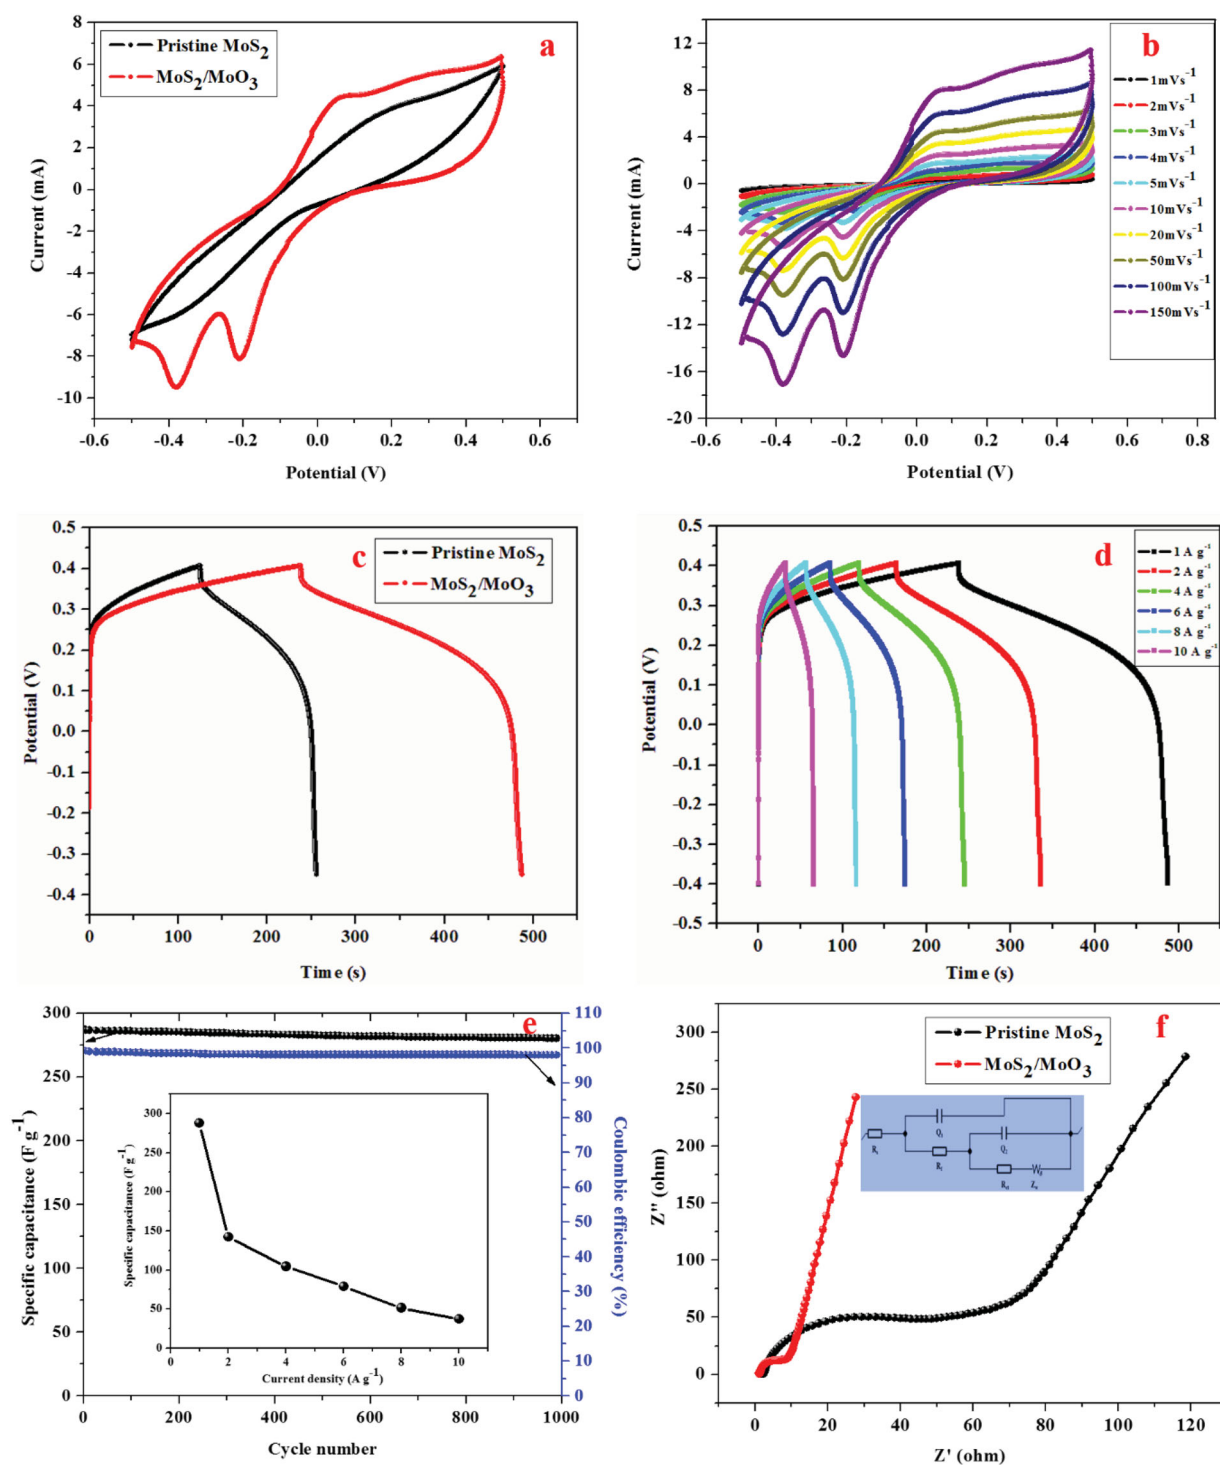 a
Pristine MoS2
MoS2/MoO3
6
4
2
0
-2
-4
6
-8
-10
Current (mA)
-0.6
-0.4
-0.2
0.0
0.2
0.4
0.6
Potential (V)
b
12
8
4
0
-4
-8
-12
-16
-20
Current (mA)
1mVs-1
2mVs-1
3mVs-1
4mVs-1
5mVs-1
10mVs-1
20mVs-1
50mVs-1
100mVs-1
150mVs-1
-0.6
-0.4
-0.2
0.0
0.2
0.4
0.6
0.8
Potential (V)
c
Pristine MoS2
MoS2/MoO3
0.5
0.4
0.3
0.2
0.1
0.0
-0.1
-0.2
-0.3
-0.4
Potential (V)
0
100
200
300
400
500
Time (s)
d
1 A g-1
2 A g-1
4 A g-1
6 A g-1
8 A g-1
10 A g-1
0.5
0.4
0.3
0.2
0.1
0.0
-0.1
-0.2
-0.3
-0.4
-0.5
Potential (V)
0
100
200
300
400
500
Time (s)
e
300
275
250
225
200
175
150
125
100
75
50
25
0
Specific capacitance (F g-1)
110
100
90
80
70
60
50
40
30
20
10
0
Coulombic efficiency (%)
300
250
200
150
100
50
0
Specific capacitance (F g-1)
0
2
4
6
8
10
Current density (A g-1)
0
200
400
600
800
1000
Cycle number
f
Pristine MoS2
MoS2/MoO3
300
250
200
150
100
50
0
Z" (ohm)
Q1
Q2
0
20
40
60
80
100
120
Z' (ohm)